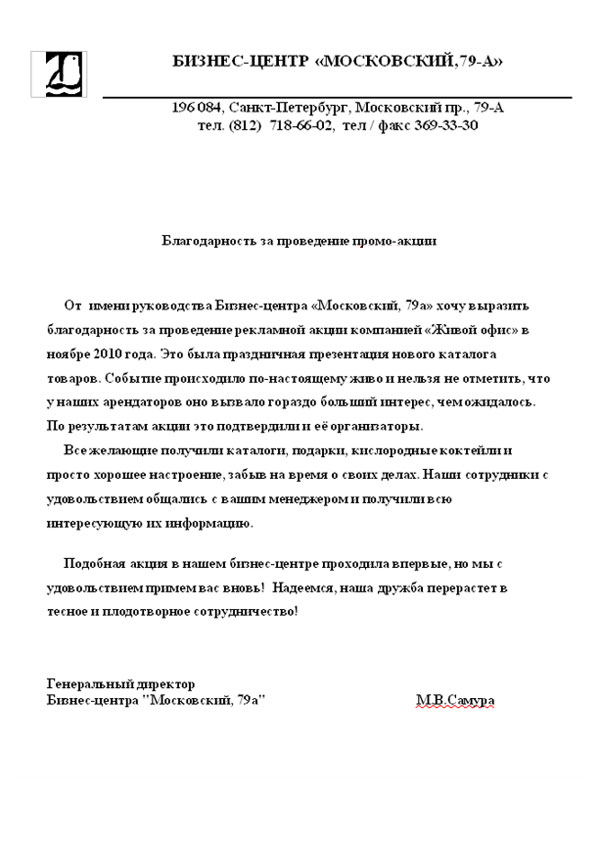 БИЗНЕС-ЦЕНТР «МОСКОВСКИЙ,79-А»
196 084, Санкт-Петербург, Московский пр., 79-А
тел. (812) 718-66-02, тел / факс 369-33-30
Благодарность за проведение промо-акции
От имени руководства Бизнес-центра «Московский, 79а» хочу выразить
благодарность за проведение рекламной акции компанией «Живой офис» в
ноябре 2010 года. Это была праздничная презентация нового каталога
товаров. Событие происходило по-настоящему живо и нельзя не отметить, что
у наших арендаторов оно вызвало гораздо больший интерес, чем ожидалось.
По результатам акции это подтвердили и её организаторы.
Все желающие получили каталоги, подарки, кислородные коктейли и
просто хорошее настроение, забыв на время о своих делах. Наши сотрудники с
удовольствием общались с вашим менеджером и получили всю
интересующую их информацию.
Подобная акция в нашем бизнес-центре проходила впервые, но мы с
удовольствием примем вас вновь! Надеемся, наша дружба перерастет в
тесное и плодотворное сотрудничество!
Генеральный директор
Бизнес-центра "Московский, 79а" М.В.Самура